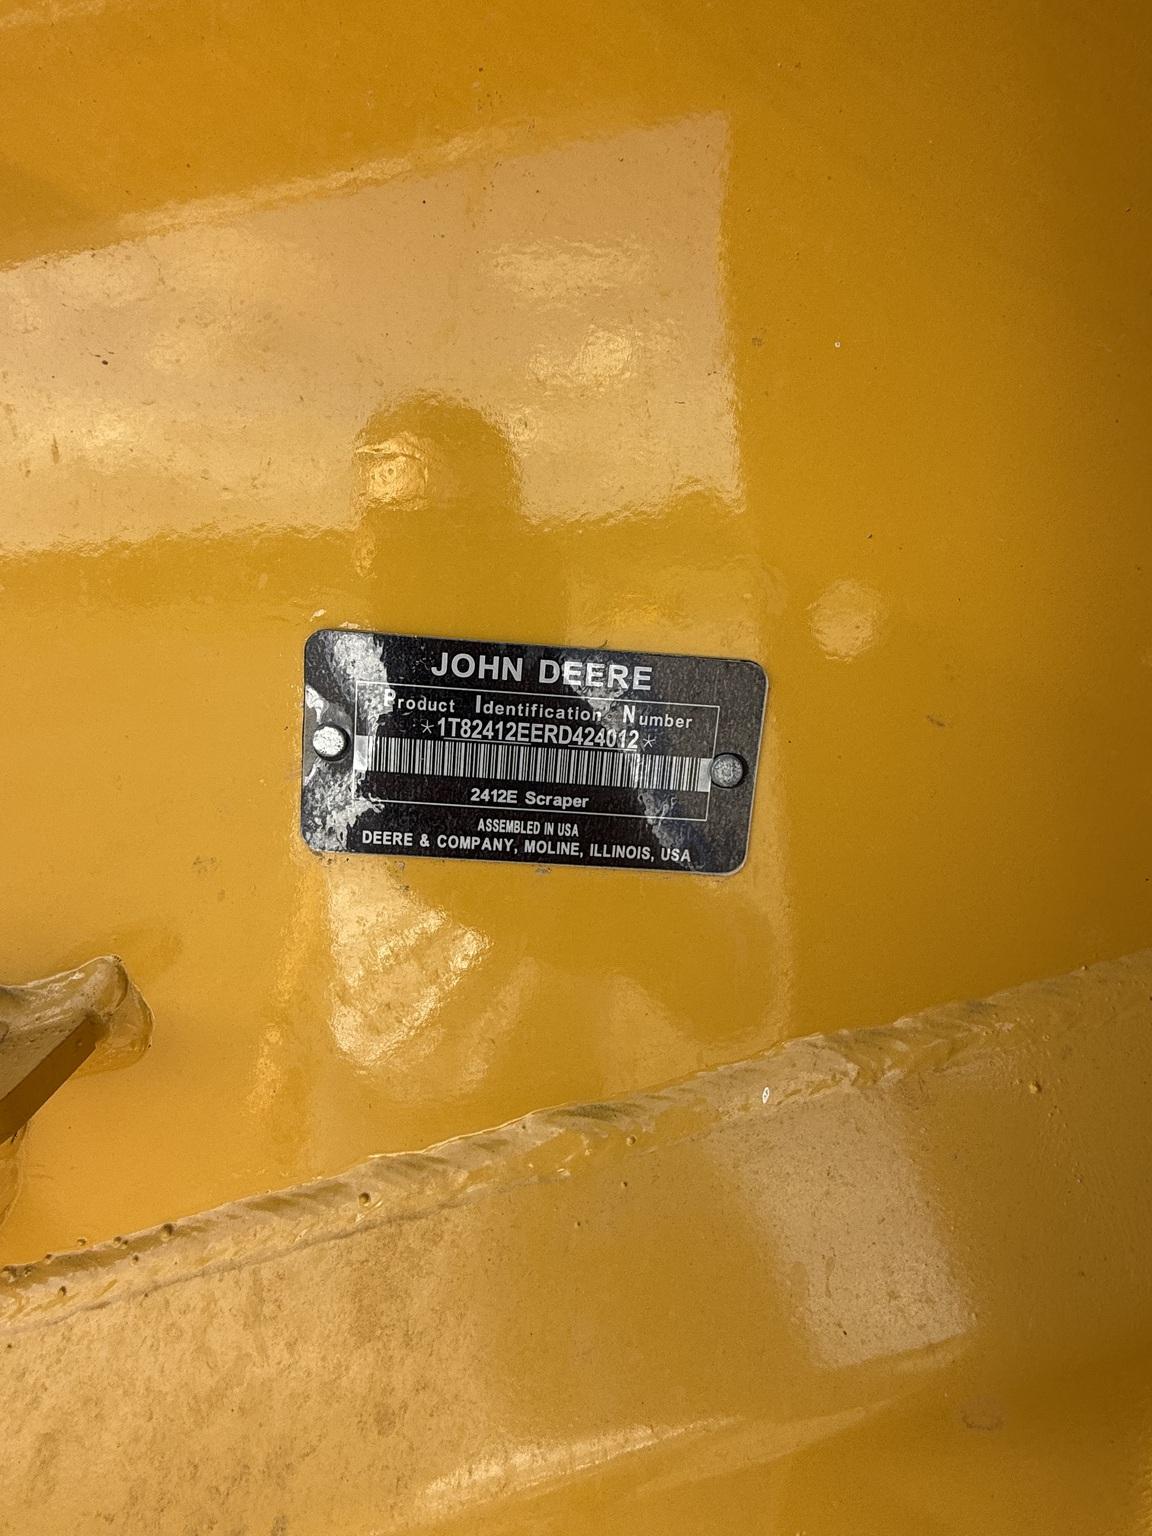 JOHN DEERE
Product Identification Number
*1T82412EERD424012*
2412E Scraper
ASSEMBLED IN USA
DEERE & COMPANY, MOLINE, ILLINOIS, USA